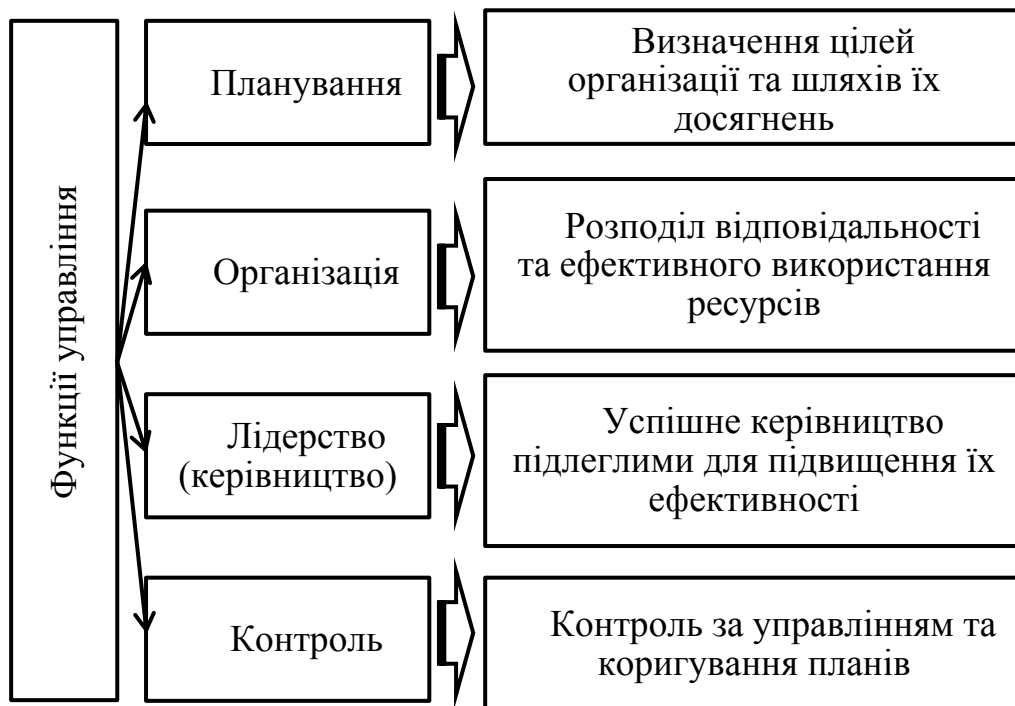 Функції управління
Планування
Визначення цілей
організації та шляхів їх
досягнень
Організація
Розподіл відповідальності
та ефективного використання
ресурсів
Лідерство
(керівництво)
Успішне керівництво
підлеглими для підвищення їх
ефективності
Контроль
Контроль за управлінням та
коригування планів